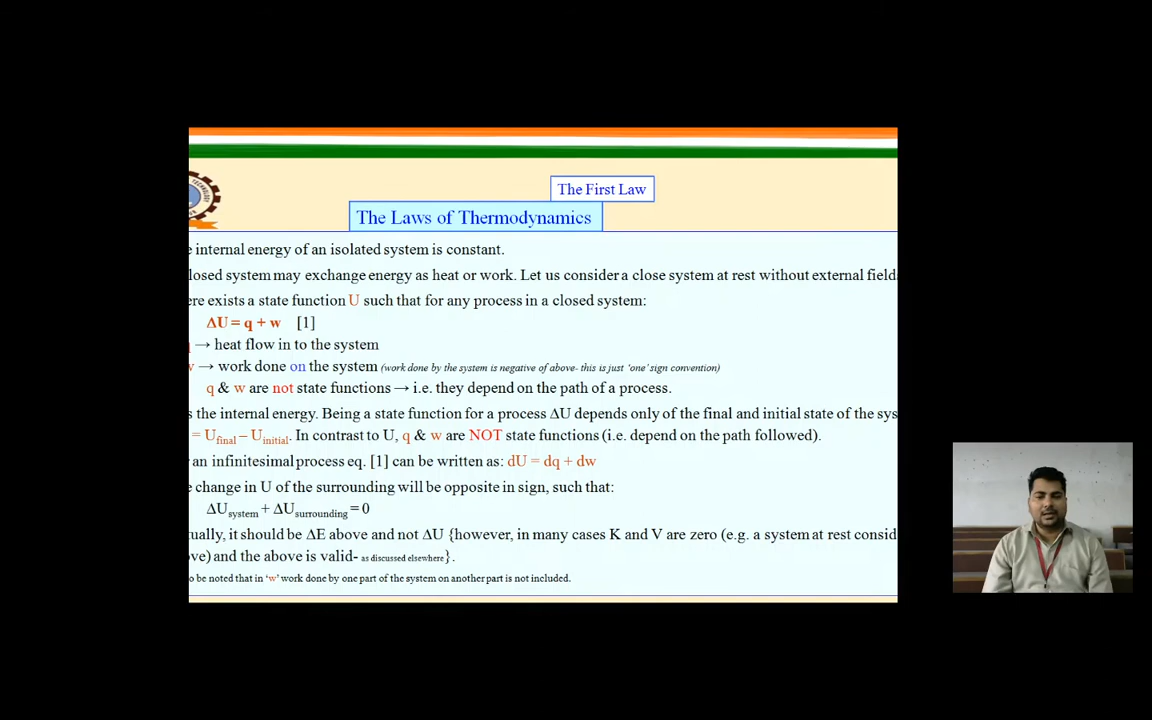 TECHNOLOGY
The First Law
The Laws of Thermodynamics
internal energy of an isolated system is constant.
losed system may exchange energy as heat or work. Let us consider a close system at rest without external field
ere exists a state function U such that for any process in a closed system:
ΔU = q + w [1]
→ heat flow in to the system
→ work done on the system (work done by the system is negative of above- this is just ‘one’ sign convention)
q & w are not state functions → i.e. they depend on the path of a process.
s the internal energy. Being a state function for a process ΔU depends only of the final and initial state of the sys
= Ufinal – Uinitial. In contrast to U, q & w are NOT state functions (i.e. depend on the path followed).
an infinitesimal process eq. [1] can be written as: dU = dq + dw
e change in U of the surrounding will be opposite in sign, such that:
ΔUsystem + ΔUsurrounding = 0
tually, it should be ΔE above and not ΔU {however, in many cases K and V are zero (e.g. a system at rest consid
ve) and the above is valid- as discussed elsewhere}.
o be noted that in ‘w’ work done by one part of the system on another part is not included.